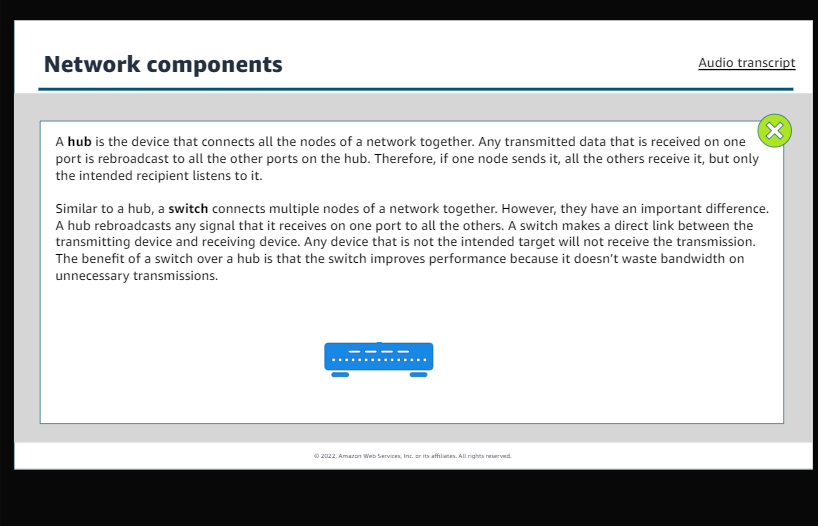 Network components
Audio transcript
A hub is the device that connects all the nodes of a network together. Any transmitted data that is received on one
port is rebroadcast to all the other ports on the hub. Therefore, if one node sends it, all the others receive it, but only
the intended recipient listens to it.
Similar to a hub, a switch connects multiple nodes of a network together. However, they have an important difference.
A hub rebroadcasts any signal that it receives on one port to all the others. A switch makes a direct link between the
transmitting device and receiving device. Any device that is not the intended target will not receive the transmission.
The benefit of a switch over a hub is that the switch improves performance because it doesn't waste bandwidth on
unnecessary transmissions.
© 2022, Amazon Web Services, Inc. or its affiliates. All rights reserved.